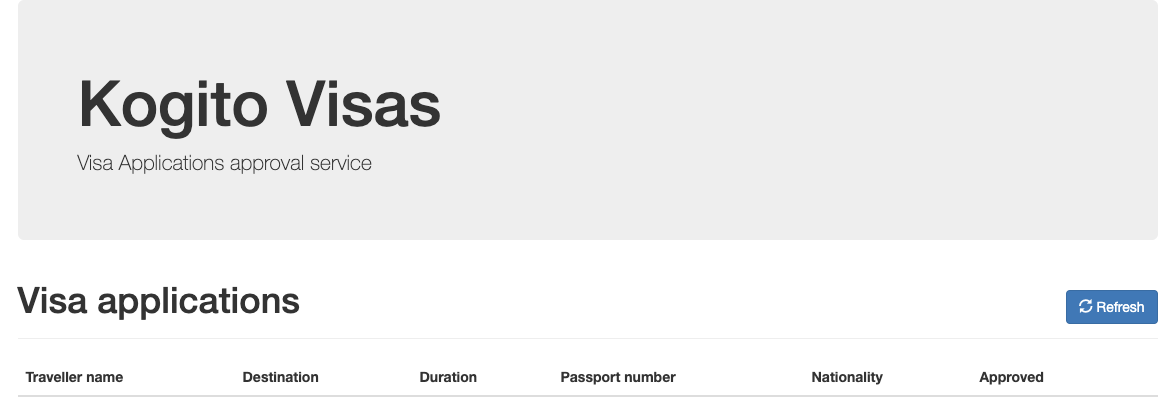 Kogito Visas
Visa Applications approval service
Visa applications
Refresh
Traveller name Destination Duration Passport number Nationality Approved